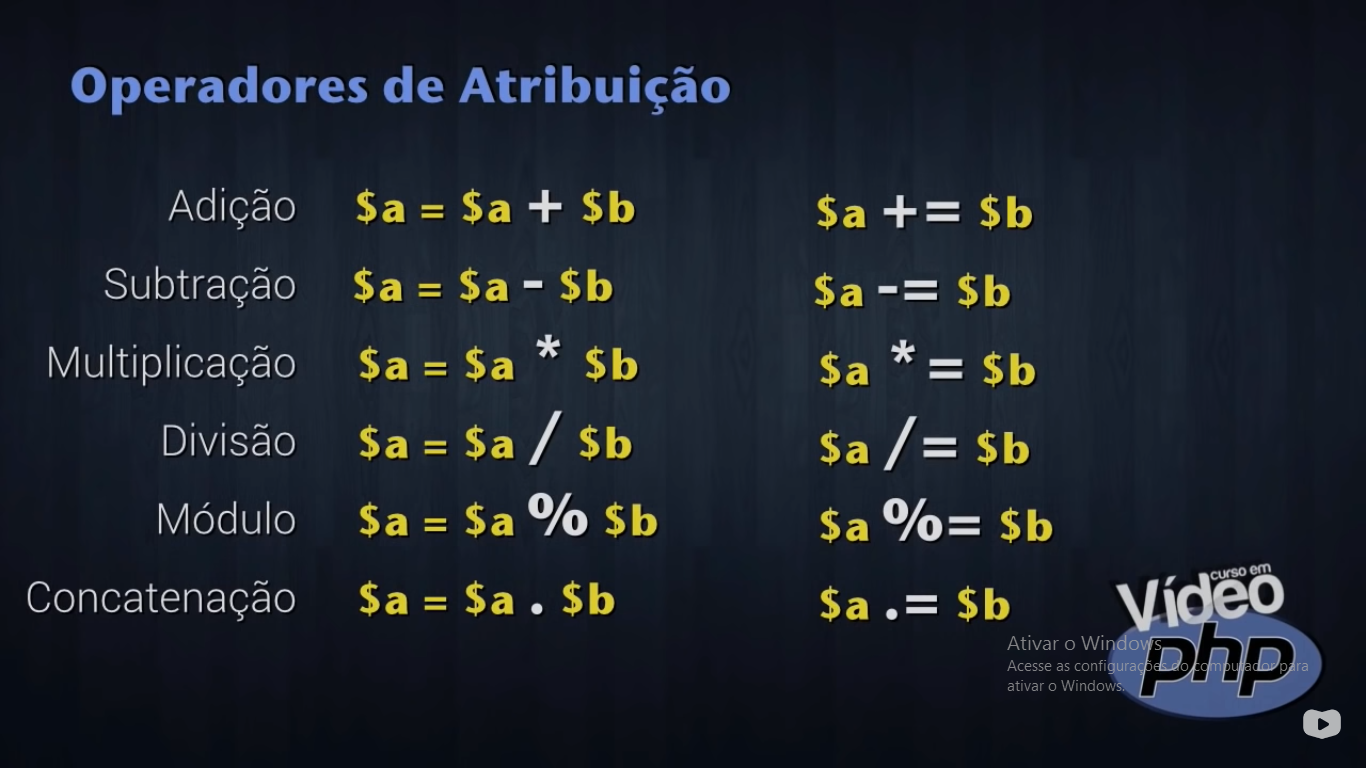 Operadores de Atribuição
Adição $a = $a + $b $a += $b
Subtração $a = $a - $b $a -= $b
Multiplicação $a = $a * $b $a *= $b
Divisão $a = $a / $b $a /= $b
Módulo $a = $a % $b $a %= $b
Concatenação $a = $a . $b $a .= $b
curso em
Vídeo
php
Ativar o Windows
Acesse as configurações do computador para
ativar o Windows.